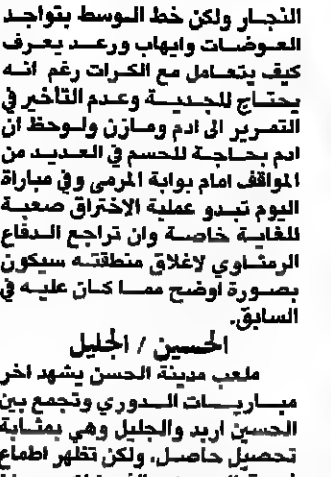 النجار ولكن خط الوسط بتواجد
العوضات وايهاب ورعد يعرف
كيف يتعامل مع الكرات رغم انه
يحتاج للجدية وعدم التأخير في
التمرير الى ادم ومازن ولوحظ ان
ادم بحاجة للحسم في العديد من
المواقف امام بوابة المرمى وفي مباراة
اليوم تبدو عملية الاختراق صعبة
للغاية خاصة وان تراجع الدفاع
الرمثاوي لاغلاق منطقته سيكون
بصورة اوضح مما كان عليه في
السابق.
الحسين / الجليل
ملعب مدينة الحسن يشهد اخر
مباريات الدوري وتجمع بين
الحسين اربد والجليل وهي بمثابة
تحصيل حاصل، ولكن تظهر اطماع